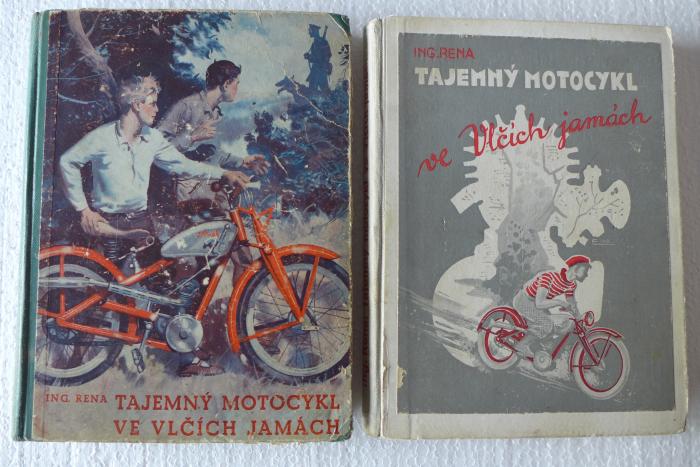 ING. RENA TAJEMNÝ MOTOCYKL
VE VLČÍCH JAMÁCH
ING. RENA
TAJEMNÝ MOTOCYKL
ve Vlčích jamách